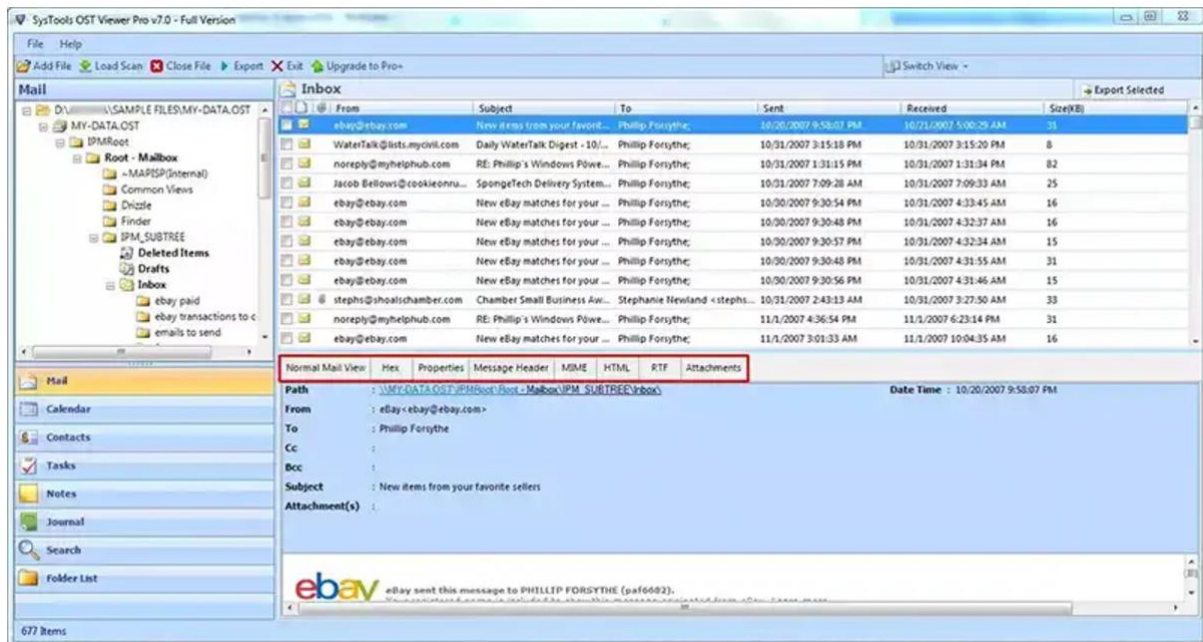 SysTools OST Viewer Pro v7.0 - Full Version
File Help
Add File Load Scan Close File Export Exit Upgrade to Pro+ Switch View
Mail
D:\ \SAMPLE FILES\MY-DATA.OST
MY-DATA.OST
IPMRoot
Root - Mailbox
~MAPISP(Internal)
Common Views
Drizzle
Finder
IPM_SUBTREE
Deleted Items
Drafts
Inbox
ebay paid
ebay transactions to c
emails to send
Mail
Calendar
Contacts
Tasks
Notes
Journal
Search
Folder List
Inbox Export Selected
From Subject To Sent Received Size(KB)
ebay@ebay.com New items from your favorit... Phillip Forsythe; 10/20/2007 9:58:07 PM 10/21/2007 5:00:29 AM 31
WaterTalk@lists.mycivil.com Daily WaterTalk Digest - 10/... Phillip Forsythe; 10/31/2007 3:15:18 PM 10/31/2007 3:15:20 PM 8
noreply@myhelphub.com RE: Phillip's Windows Powe... Phillip Forsythe; 10/31/2007 1:31:15 PM 10/31/2007 1:31:34 PM 82
Jacob Bellows@cookieonru... SpongeTech Delivery System... Phillip Forsythe; 10/31/2007 7:09:28 AM 10/31/2007 7:09:33 AM 25
ebay@ebay.com New eBay matches for your ... Phillip Forsythe; 10/30/2007 9:30:54 PM 10/31/2007 4:33:45 AM 16
ebay@ebay.com New eBay matches for your ... Phillip Forsythe; 10/30/2007 9:30:48 PM 10/31/2007 4:32:37 AM 16
ebay@ebay.com New eBay matches for your ... Phillip Forsythe; 10/30/2007 9:30:57 PM 10/31/2007 4:32:34 AM 15
ebay@ebay.com New eBay matches for your ... Phillip Forsythe; 10/30/2007 9:30:48 PM 10/31/2007 4:31:55 AM 31
ebay@ebay.com New eBay matches for your ... Phillip Forsythe; 10/30/2007 9:30:56 PM 10/31/2007 4:31:46 AM 15
stephs@shoalschamber.com Chamber Small Business Aw... Stephanie Newland <stephs... 10/31/2007 2:43:13 AM 10/31/2007 3:27:50 AM 33
noreply@myhelphub.com RE: Phillip's Windows Powe... Phillip Forsythe; 11/1/2007 4:36:54 PM 11/1/2007 6:23:14 PM 31
ebay@ebay.com New eBay matches for your ... Phillip Forsythe; 11/1/2007 3:01:33 AM 11/1/2007 10:04:35 AM 16
Normal Mail View Hex Properties Message Header MIME HTML RTF Attachments
Path : \\MY-DATA.OST\IPMRoot\Root - Mailbox\IPM_SUBTREE\Inbox\ Date Time : 10/20/2007 9:58:07 PM
From : eBay<ebay@ebay.com>
To : Phillip Forsythe
Cc :
Bcc :
Subject : New items from your favorite sellers
Attachment(s) :
ebay eBay sent this message to PHILLIP FORSYTHE (paf6602).
677 Items